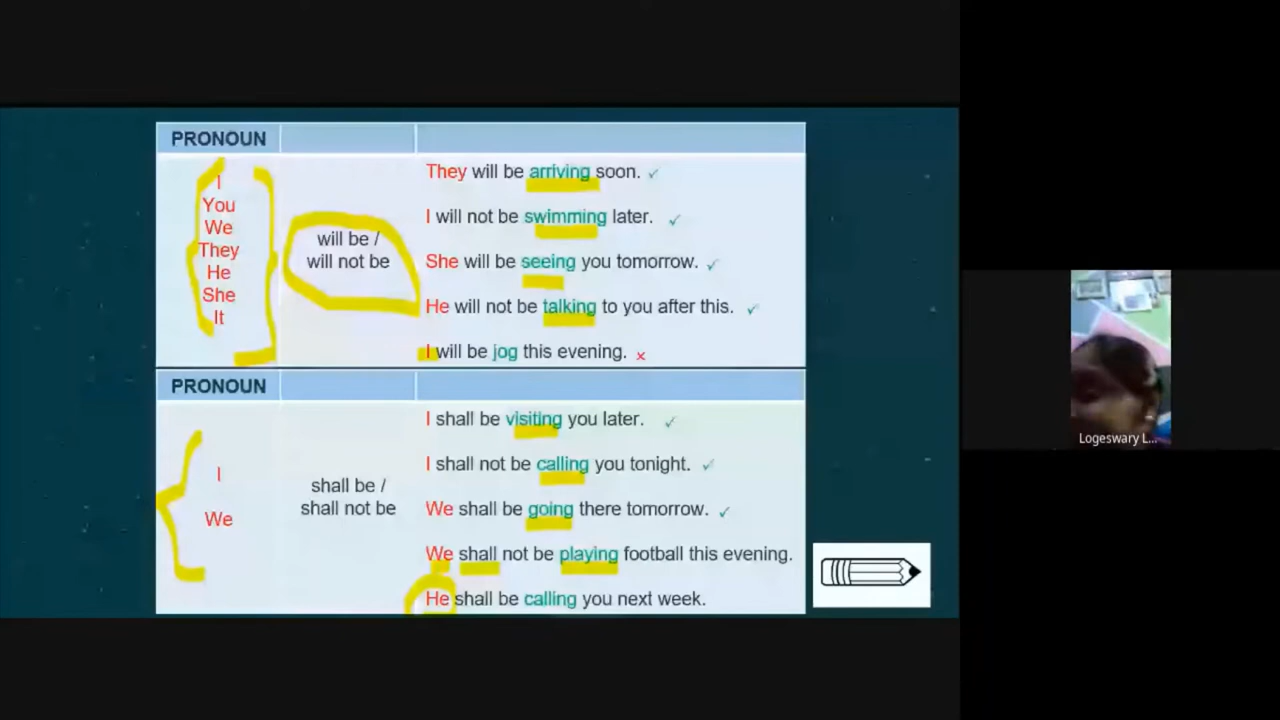 PRONOUN
I
You
We
They
He
She
It
will be /
will not be
They will be arriving soon. ✓
I will not be swimming later. ✓
She will be seeing you tomorrow. ✓
He will not be talking to you after this. ✓
I will be jog this evening. x
PRONOUN
I
We
shall be /
shall not be
I shall be visiting you later. ✓
I shall not be calling you tonight. ✓
We shall be going there tomorrow. ✓
We shall not be playing football this evening.
He shall be calling you next week.
Logeswary L...